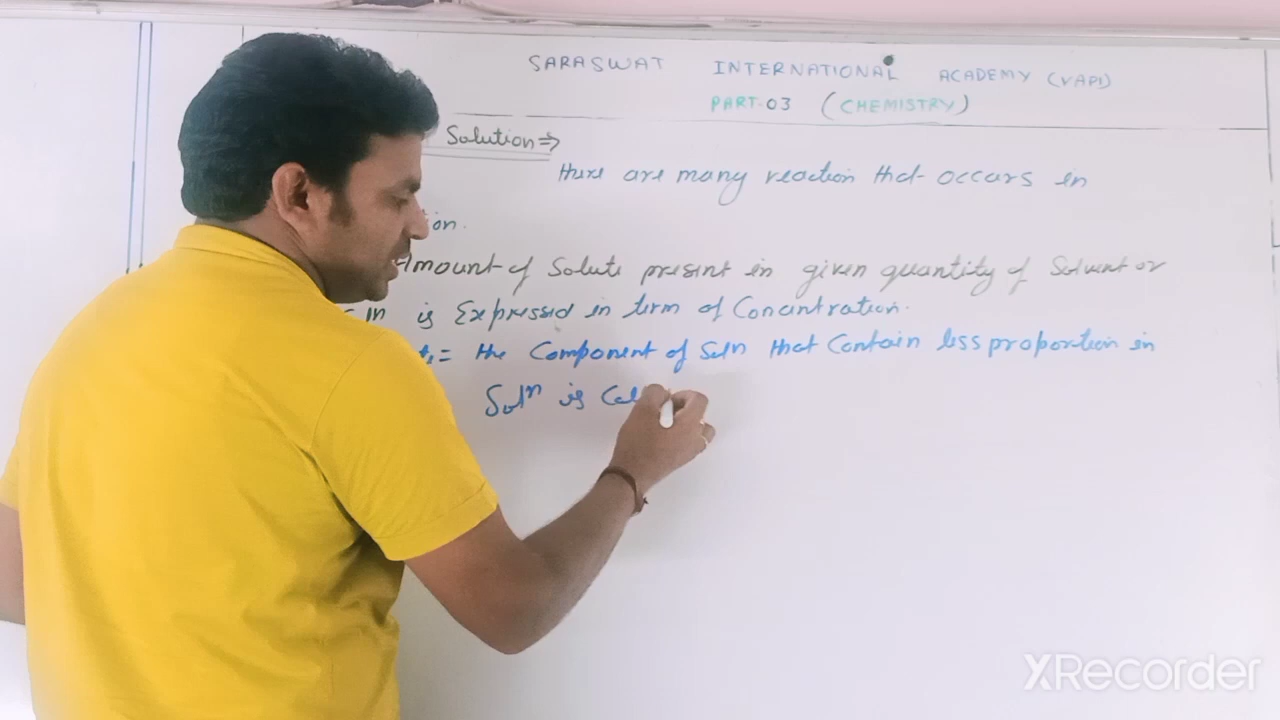 SARASWAT INTERNATIONAL ACADEMY (VAPI)
PART-03 (CHEMISTRY)
Solution ⇒
there are many reaction that occurs in
Amount of Solute present in given quantity of Solvent or
is Expressed in term of Concentration.
= the Component of Soln that Contain less proportion in
Solⁿ is
XRecorder